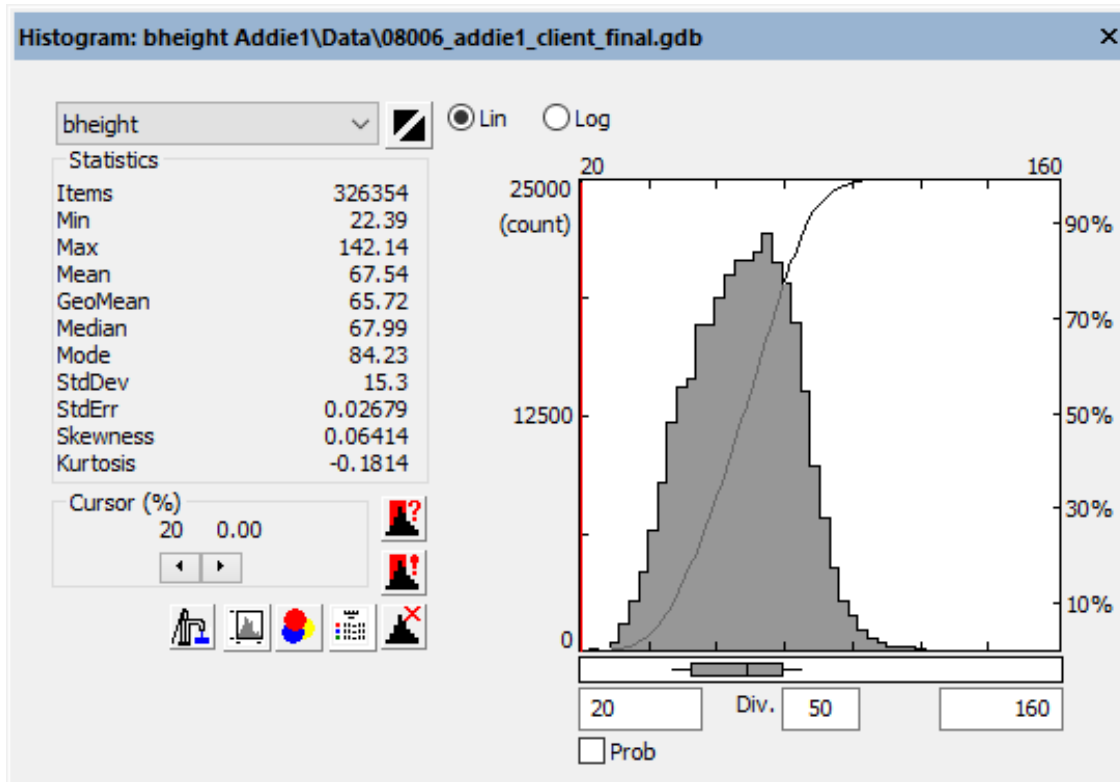 Histogram: bheight Addie1\Data\08006_addie1_client_final.gdb
bheight Lin Log
Statistics
Items 326354
Min 22.39
Max 142.14
Mean 67.54
GeoMean 65.72
Median 67.99
Mode 84.23
StdDev 15.3
StdErr 0.02679
Skewness 0.06414
Kurtosis -0.1814
Cursor (%)
20 0.00
20 160
25000
(count)
12500
0
90%
70%
50%
30%
10%
20 Div. 50 160
Prob